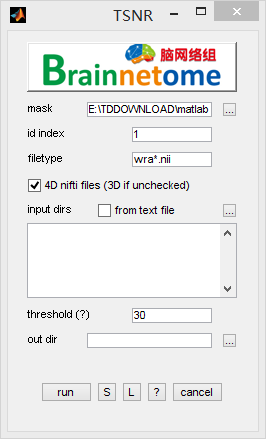 TSNR
脑网络组
Brainnetome
mask E:\TDDOWNLOAD\matlab ...
id index 1
filetype wra*.nii
4D nifti files (3D if unchecked)
input dirs from text file ...
threshold (?) 30
out dir ...
run S L ? cancel